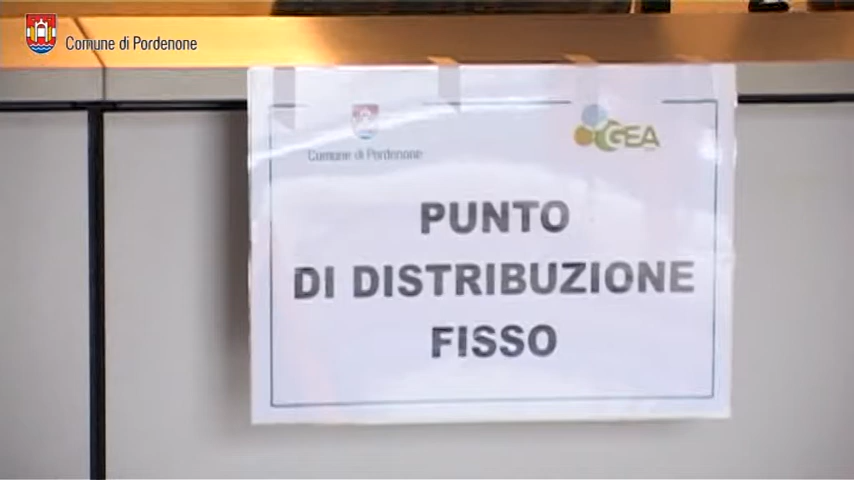 Comune di Pordenone
Comune di Pordenone
GEA
PUNTO
DI DISTRIBUZIONE
FISSO